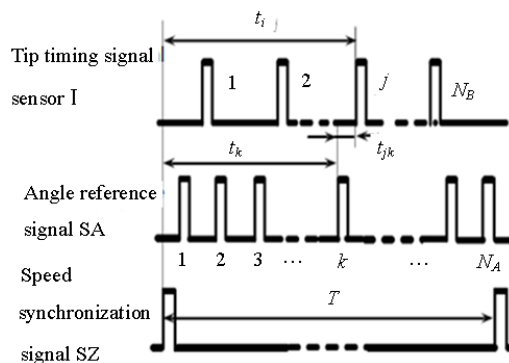 t_i j
Tip timing signal
sensor I
1 2 j N_B
t_k t_jk
Angle reference
signal SA
1 2 3 ... k ... N_A
Speed
synchronization
signal SZ
T